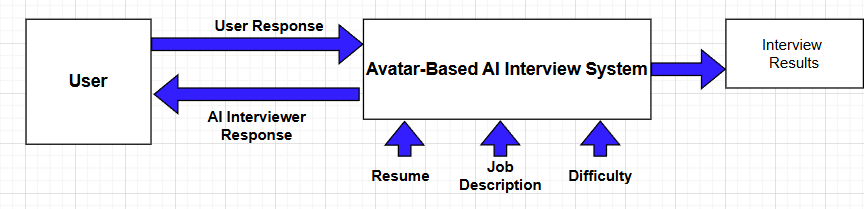 User Response
User
Avatar-Based AI Interview System
Interview
Results
AI Interviewer
Response
Resume
Job
Description
Difficulty